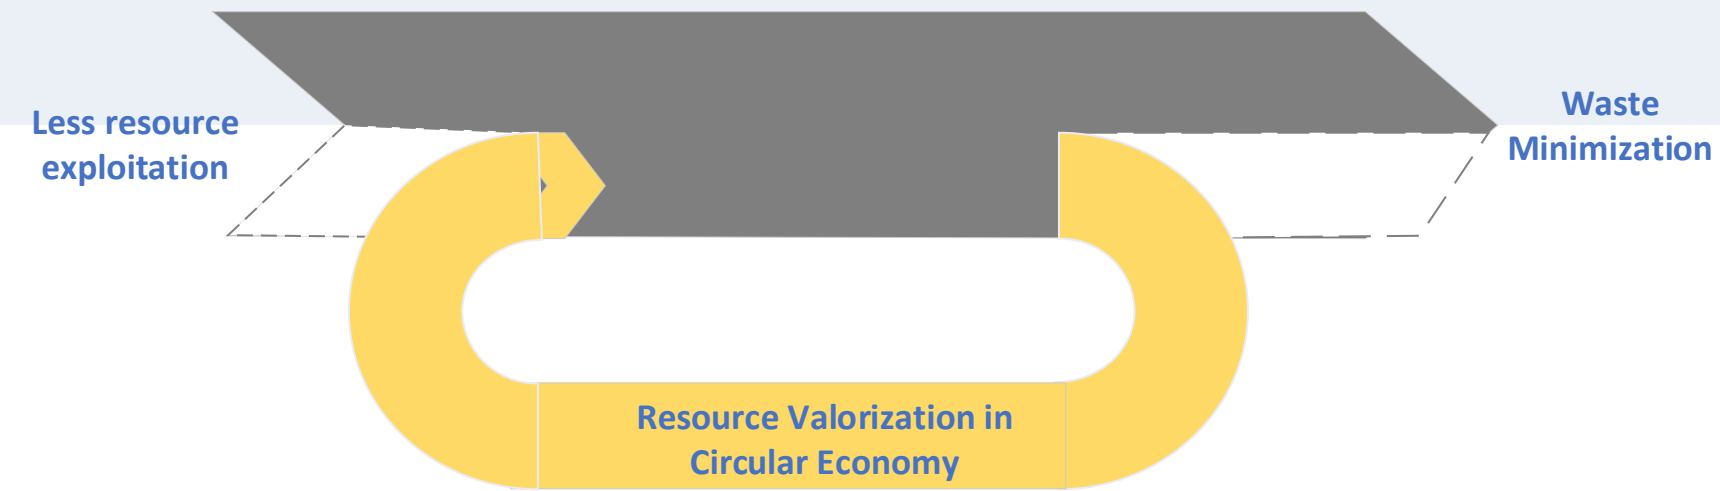 Less resource
exploitation
Waste
Minimization
Resource Valorization in
Circular Economy